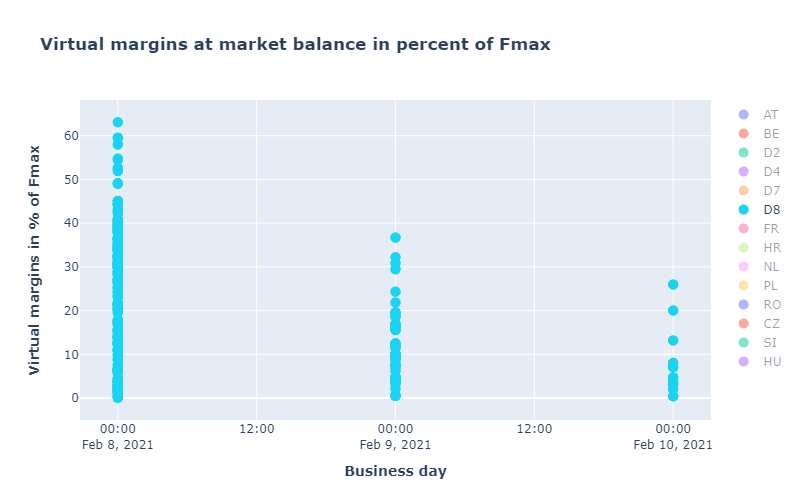 Virtual margins at market balance in percent of Fmax
Virtual margins in % of Fmax
60
50
40
30
20
10
0
00:00
Feb 8, 2021
12:00
00:00
Feb 9, 2021
12:00
00:00
Feb 10, 2021
Business day
AT
BE
D2
D4
D7
D8
FR
HR
NL
PL
RO
CZ
SI
HU